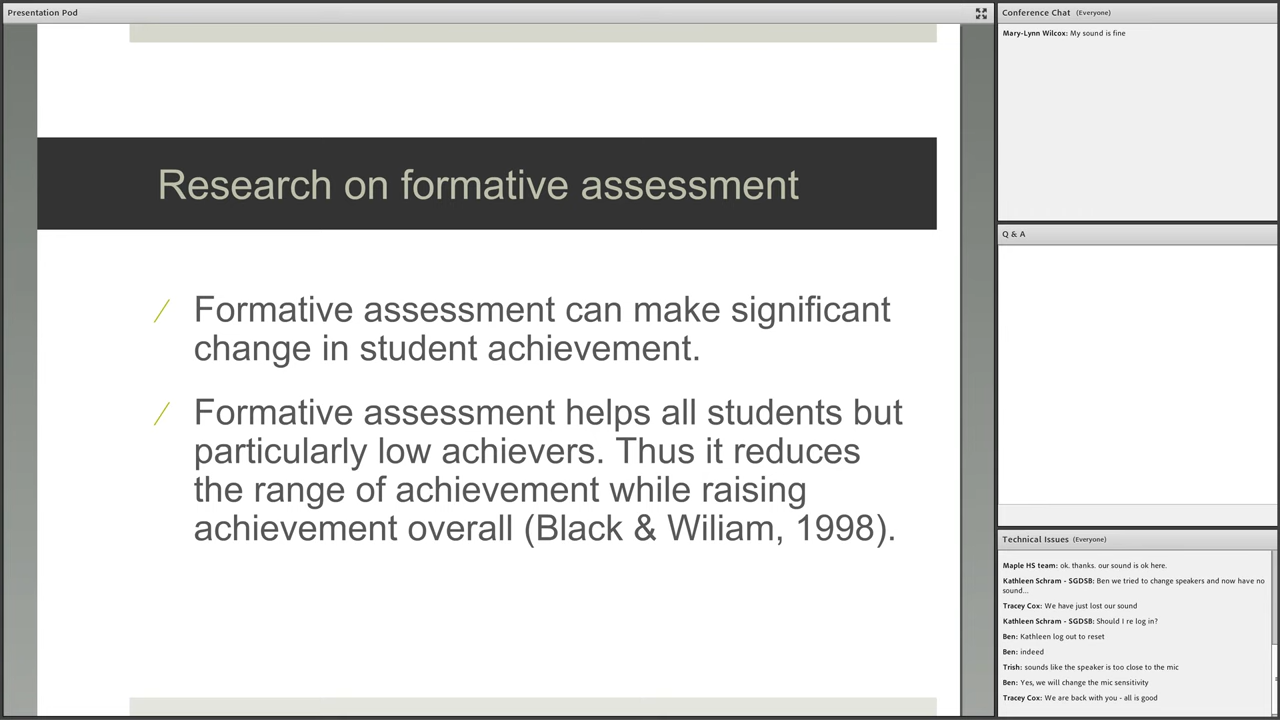 Presentation Pod
Research on formative assessment
Formative assessment can make significant
change in student achievement.
Formative assessment helps all students but
particularly low achievers. Thus it reduces
the range of achievement while raising
achievement overall (Black & Wiliam, 1998).
Conference Chat (Everyone)
Mary-Lynn Wilcox: My sound is fine
Q & A
Technical Issues (Everyone)
Maple HS team: ok. thanks. our sound is ok here.
Kathleen Schram - SGDSB: Ben we tried to change speakers and now have no
sound...
Tracey Cox: We have just lost our sound
Kathleen Schram - SGDSB: Should I re log in?
Ben: Kathleen log out to reset
Ben: indeed
Trish: sounds like the speaker is too close to the mic
Ben: Yes, we will change the mic sensitivity
Tracey Cox: We are back with you - all is good